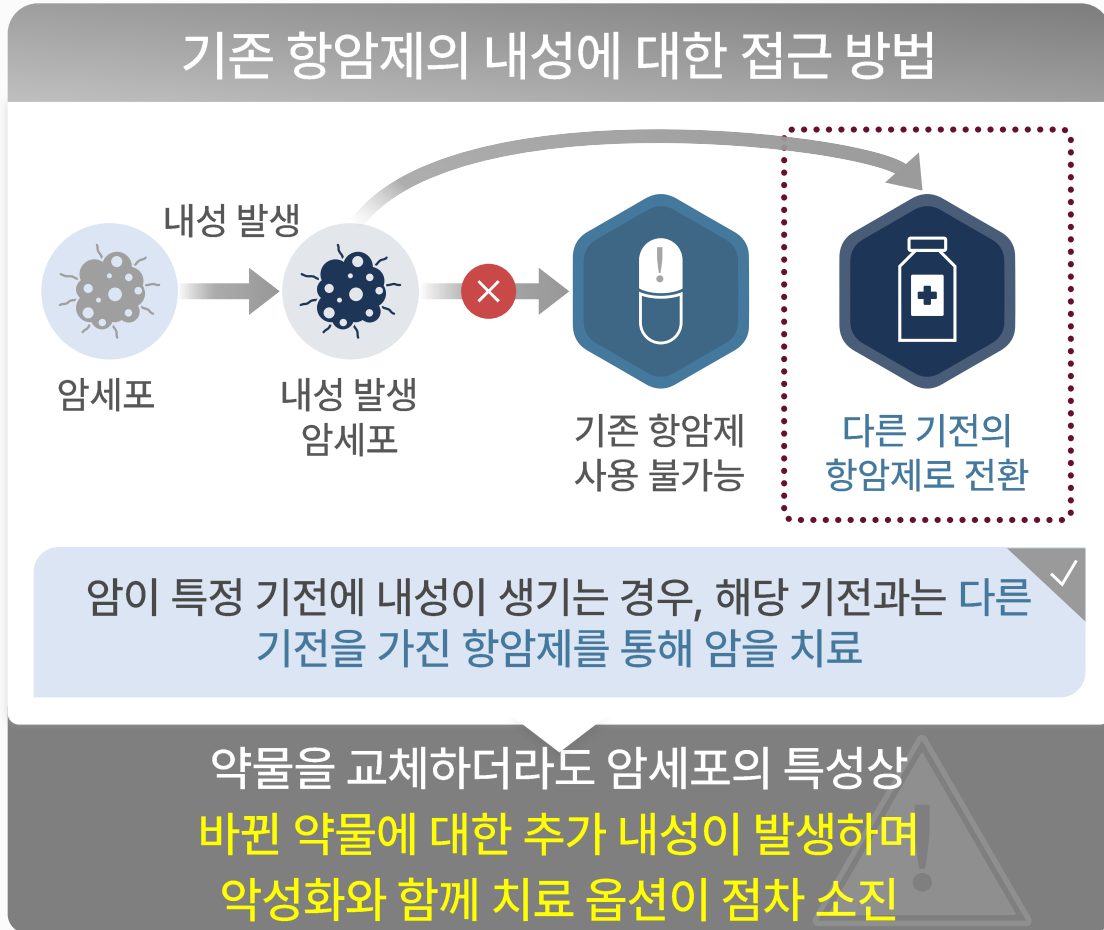 기존 항암제의 내성에 대한 접근 방법
내성 발생
암세포
내성 발생
암세포
기존 항암제
사용 불가능
다른 기전의
항암제로 전환
암이 특정 기전에 내성이 생기는 경우, 해당 기전과는 다른
기전을 가진 항암제를 통해 암을 치료
약물을 교체하더라도 암세포의 특성상
바뀐 약물에 대한 추가 내성이 발생하며
악성화와 함께 치료 옵션이 점차 소진